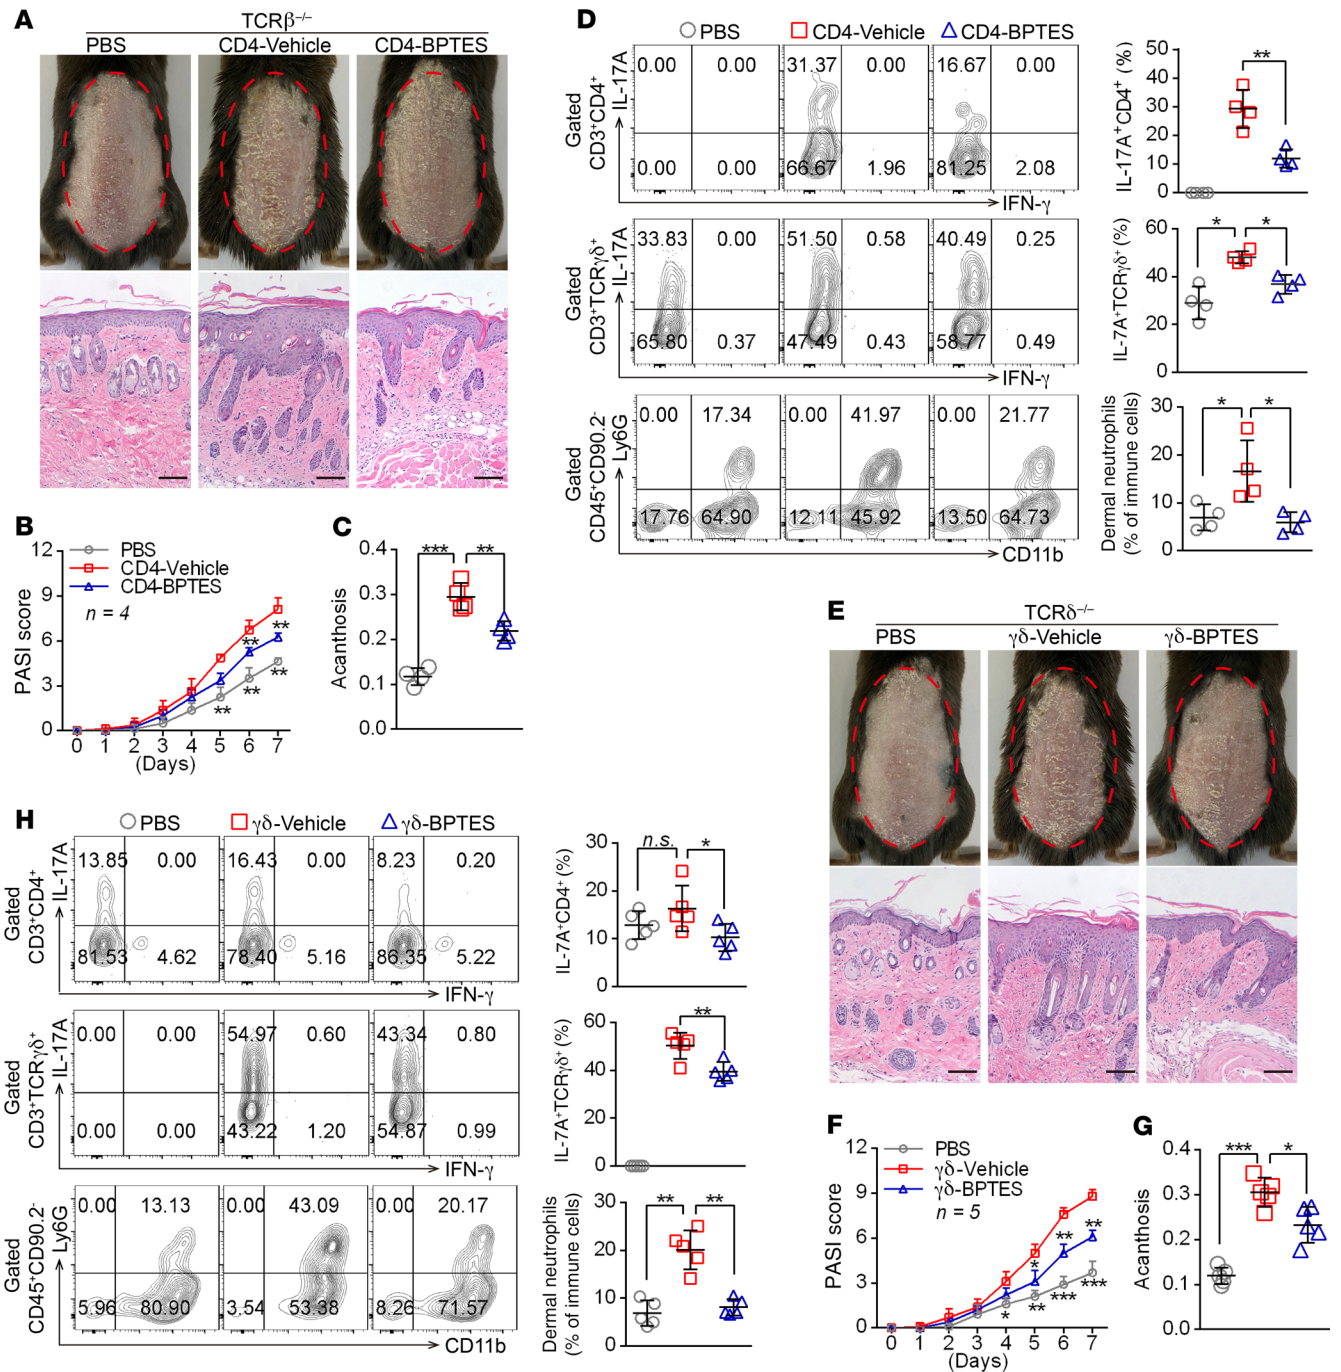 A
TCRβ⁻/⁻
PBS CD4-Vehicle CD4-BPTES
B
PASI score
12
9
6
3
0
PBS
CD4-Vehicle
CD4-BPTES
n = 4
** **
** ** **
0 1 2 3 4 5 6 7
(Days)
C
Acanthosis
0.4
0.3
0.2
0.1
0.0
*** **
D
PBS CD4-Vehicle CD4-BPTES
Gated
CD3⁺CD4⁺
IL-17A
0.00 0.00 31.37 0.00 16.67 0.00
0.00 0.00 66.67 1.96 81.25 2.08
IFN-γ
IL-17A⁺CD4⁺ (%)
50
40
30
20
10
0
**
Gated
CD3⁺TCRγδ⁺
IL-17A
33.83 0.00 51.50 0.58 40.49 0.25
65.80 0.37 47.49 0.43 58.77 0.49
IFN-γ
IL-7A⁺TCRγδ⁺ (%)
60
40
20
0
* *
Gated
CD45⁺CD90.2⁻
Ly6G
0.00 17.34 0.00 41.97 0.00 21.77
17.76 64.90 12.11 45.92 13.50 64.73
CD11b
Dermal neutrophils
(% of immune cells)
30
20
10
0
* *
E
TCRδ⁻/⁻
PBS γδ-Vehicle γδ-BPTES
F
PASI score
12
9
6
3
0
PBS
γδ-Vehicle
γδ-BPTES
n = 5
* ** **
* ** *** ***
0 1 2 3 4 5 6 7
(Days)
G
Acanthosis
0.4
0.3
0.2
0.1
0.0
*** *
H
PBS γδ-Vehicle γδ-BPTES
Gated
CD3⁺CD4⁺
IL-17A
13.85 0.00 16.43 0.00 8.23 0.20
81.53 4.62 78.40 5.16 86.35 5.22
IFN-γ
IL-7A⁺CD4⁺ (%)
30
20
10
0
n.s. *
Gated
CD3⁺TCRγδ⁺
IL-17A
0.00 0.00 54.97 0.60 43.34 0.80
0.00 0.00 43.22 1.20 54.87 0.99
IFN-γ
IL-7A⁺TCRγδ⁺ (%)
60
40
20
0
**
Gated
CD45⁺CD90.2⁻
Ly6G
0.00 13.13 0.00 43.09 0.00 20.17
5.96 80.90 3.54 53.38 8.26 71.57
CD11b
Dermal neutrophils
(% of immune cells)
30
20
10
0
** **